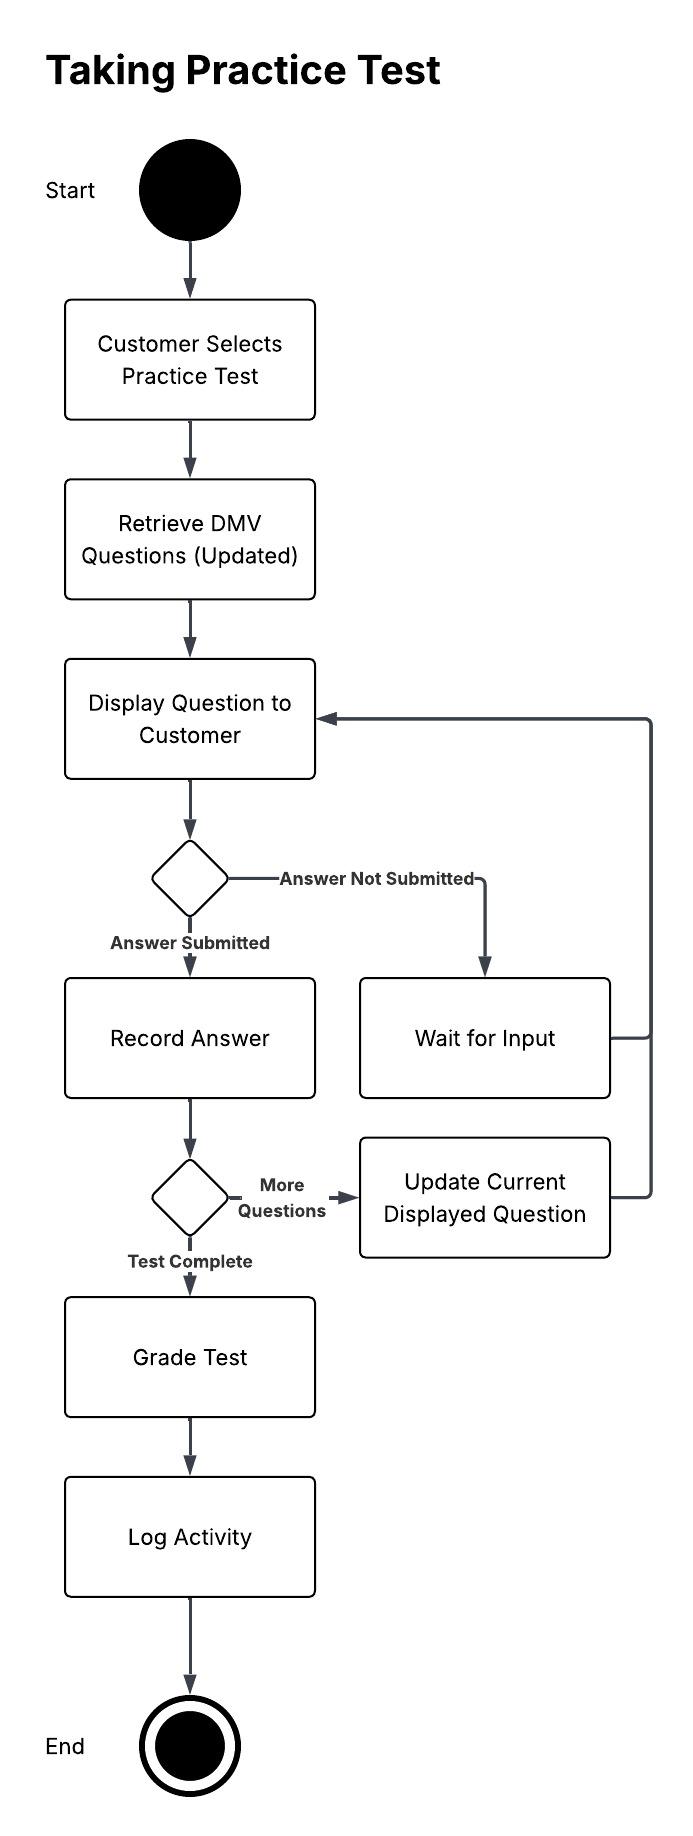 Taking Practice Test
Start
Customer Selects
Practice Test
Retrieve DMV
Questions (Updated)
Display Question to
Customer
Answer Not Submitted
Answer Submitted
Record Answer
Wait for Input
More
Questions
Update Current
Displayed Question
Test Complete
Grade Test
Log Activity
End